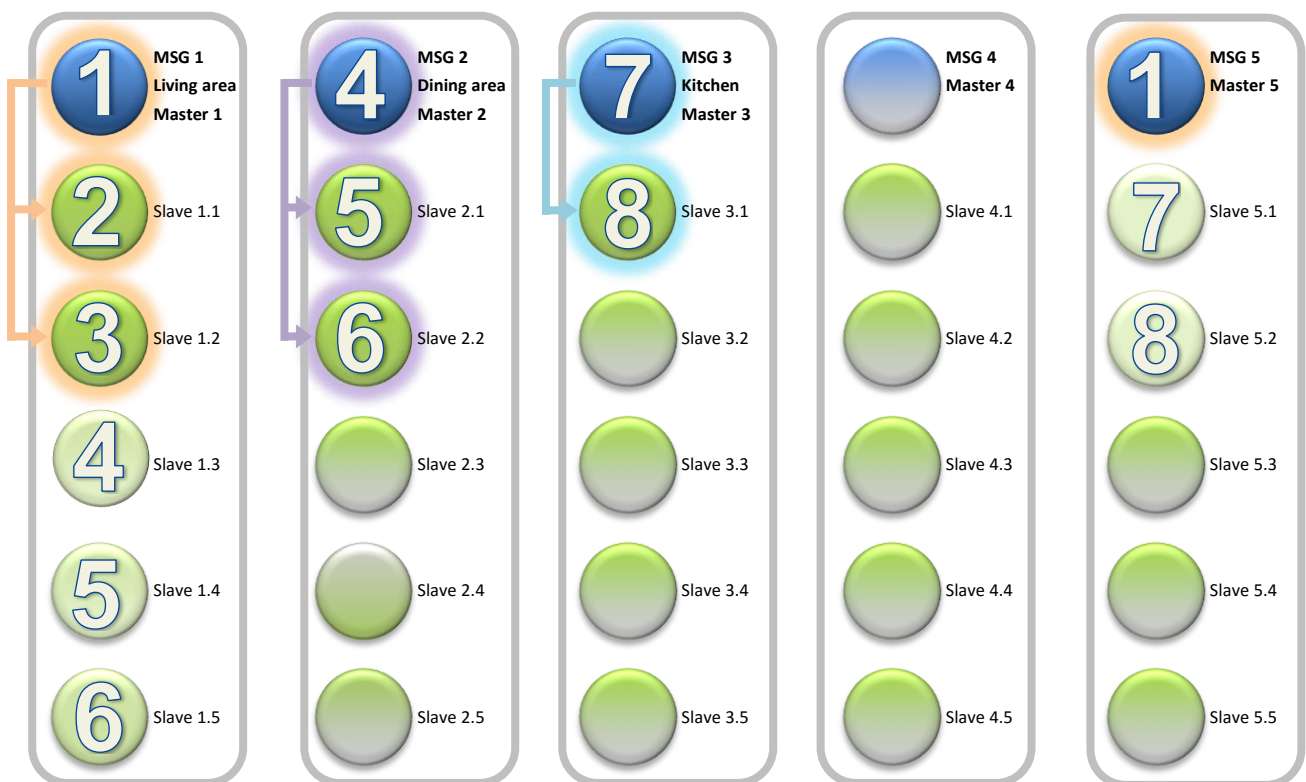 1
MSG 1
Living area
Master 1
2
Slave 1.1
3
Slave 1.2
4
Slave 1.3
5
Slave 1.4
6
Slave 1.5
4
MSG 2
Dining area
Master 2
5
Slave 2.1
6
Slave 2.2
Slave 2.3
Slave 2.4
Slave 2.5
7
MSG 3
Kitchen
Master 3
8
Slave 3.1
Slave 3.2
Slave 3.3
Slave 3.4
Slave 3.5
MSG 4
Master 4
Slave 4.1
Slave 4.2
Slave 4.3
Slave 4.4
Slave 4.5
1
MSG 5
Master 5
7
Slave 5.1
8
Slave 5.2
Slave 5.3
Slave 5.4
Slave 5.5